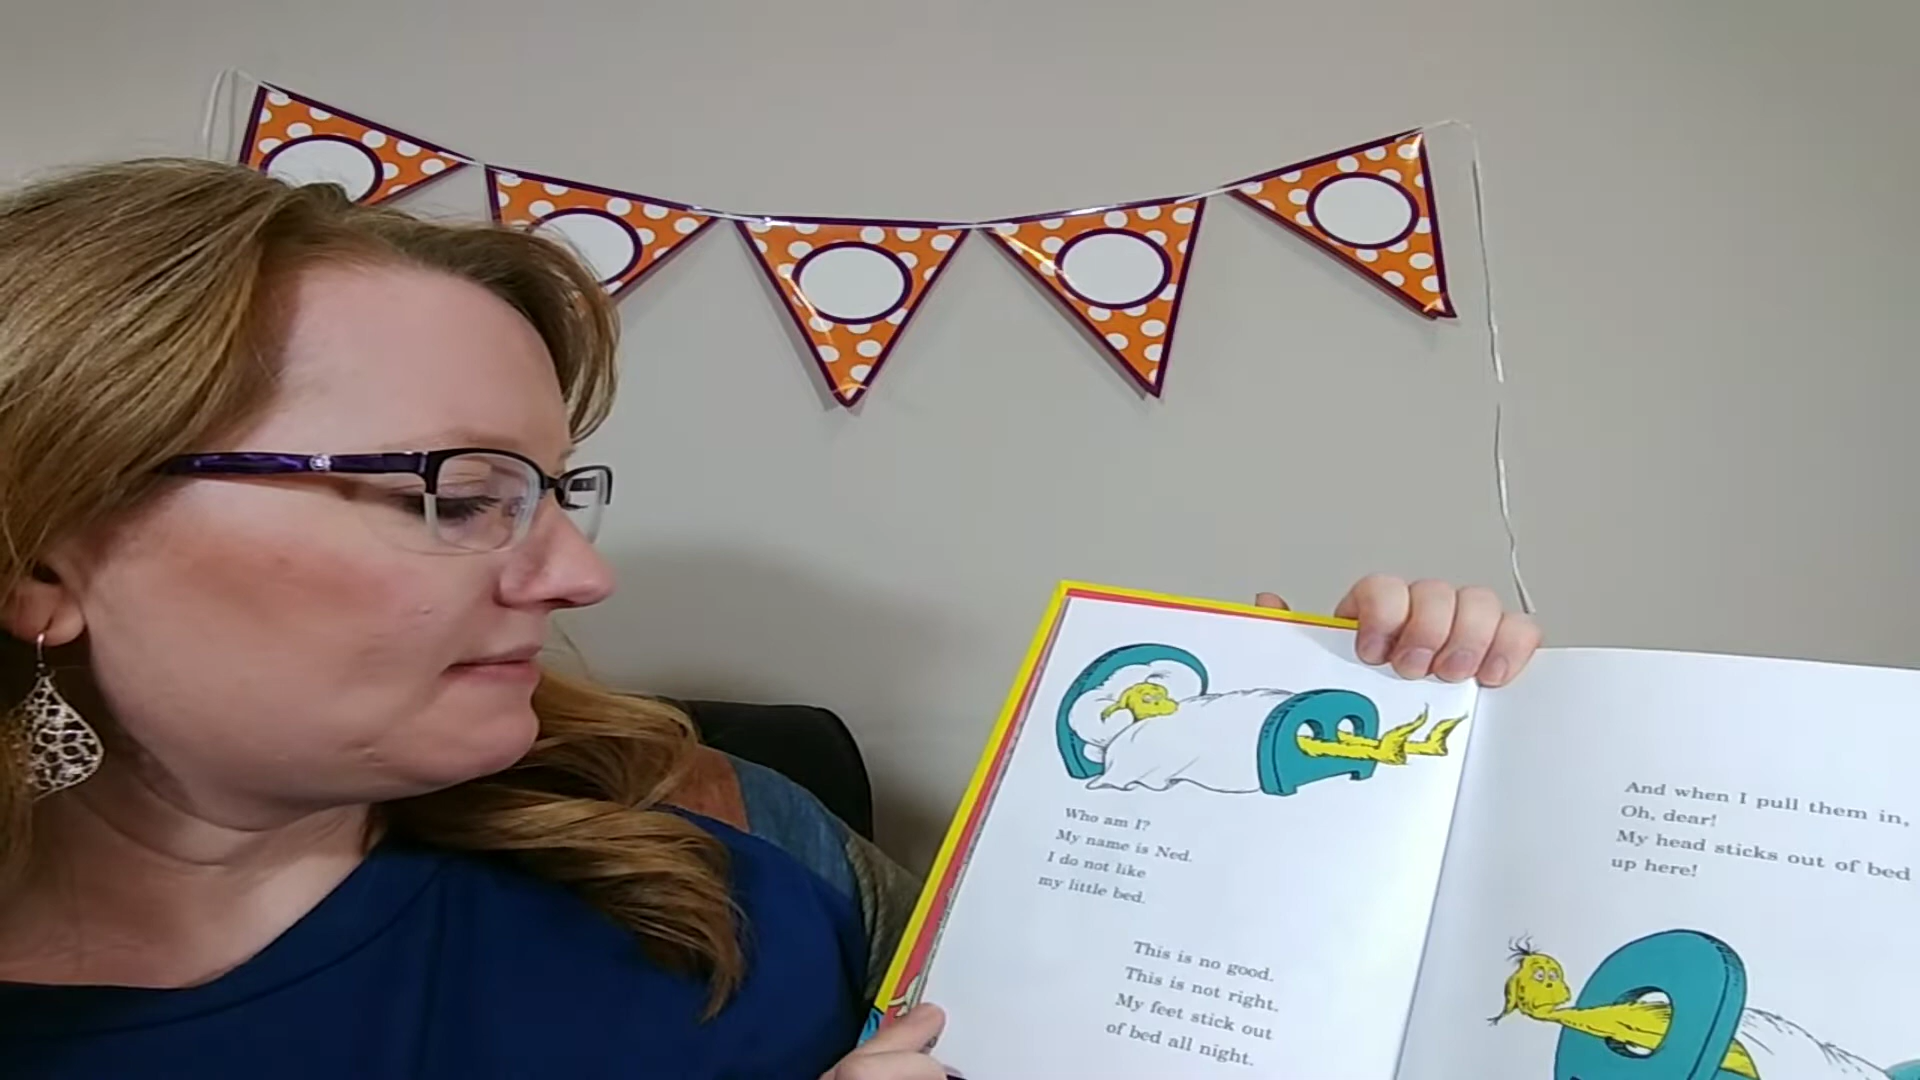 Who am I?
My name is Ned.
I do not like
my little bed.
This is no good.
This is not right.
My feet stick out
of bed all night.
And when I pull them in,
Oh, dear!
My head sticks out of bed
up here!